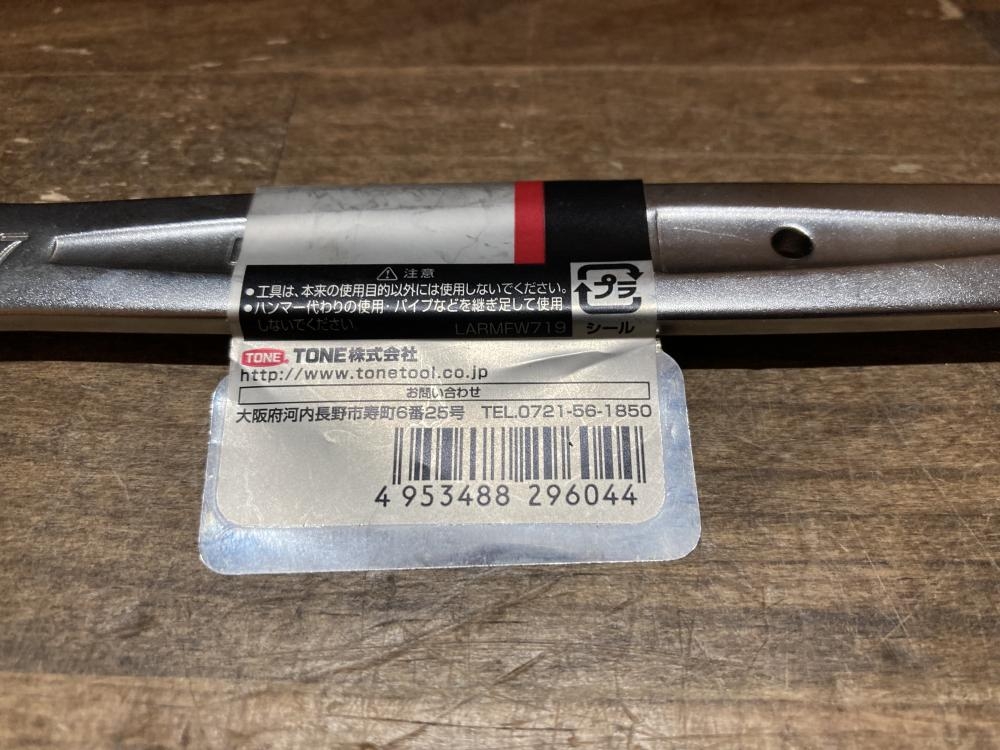 ⚠ 注意
•工具は、本来の使用目的以外には使用しないでください。
•ハンマー代わりの使用・パイプなどを継ぎ足して使用
しないでください。
LARMFW719
プラ
シール
TONE TONE株式会社
http://www.tonetool.co.jp
お問い合わせ
大阪府河内長野市寿町6番25号 TEL.0721-56-1850
4 953488 296044